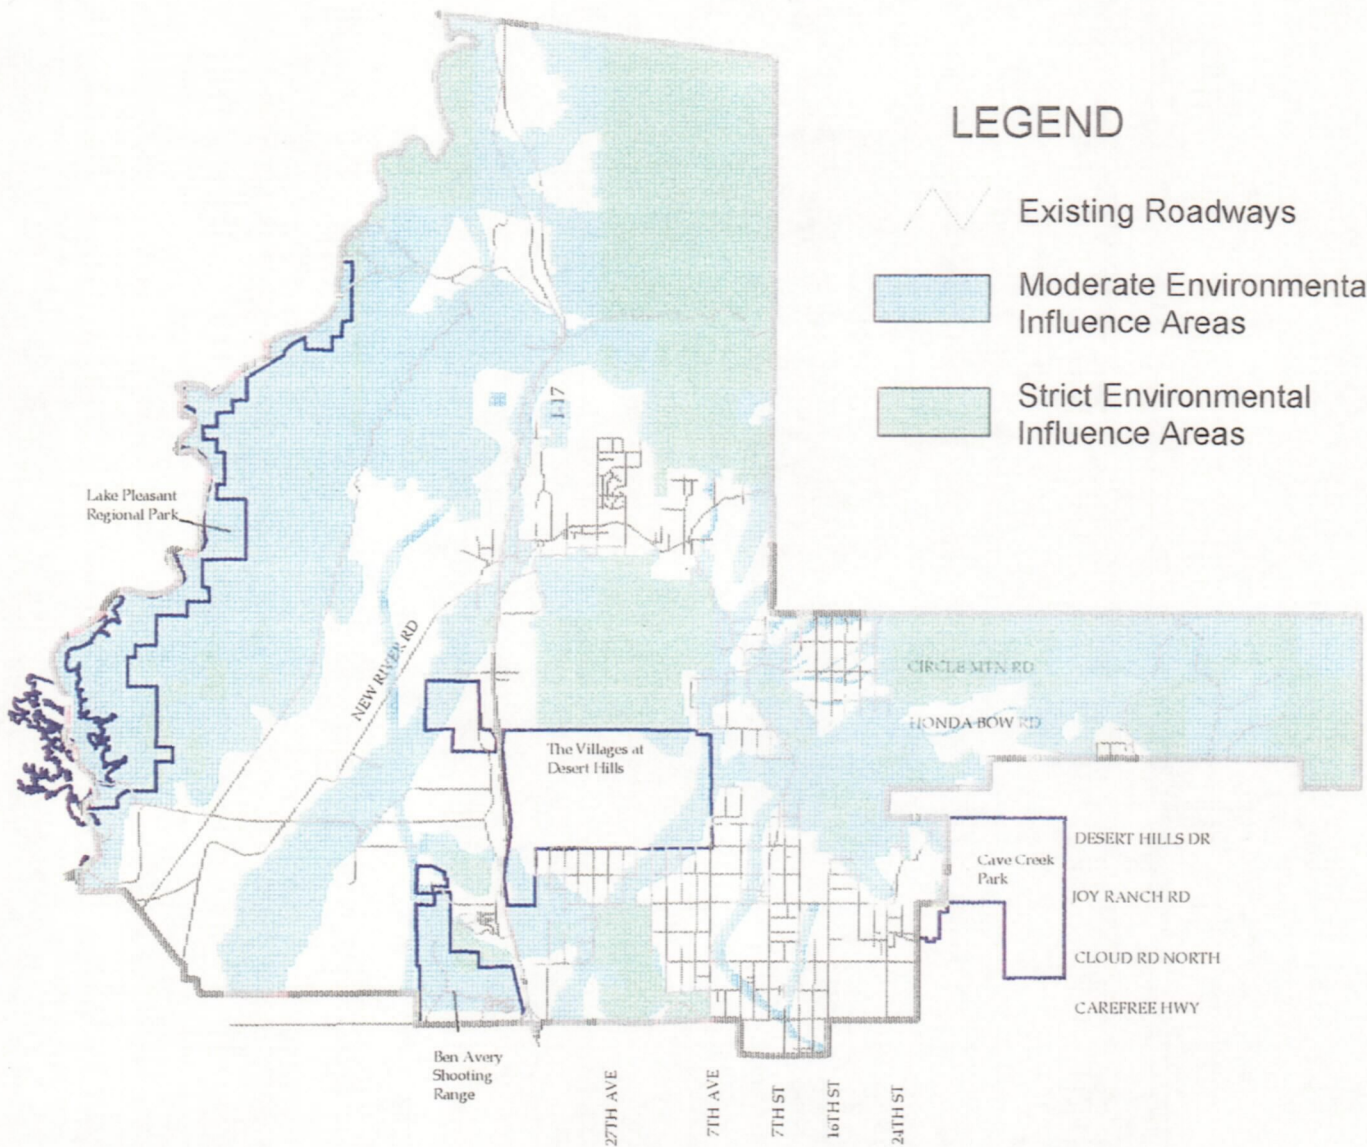 LEGEND
Existing Roadways
Moderate Environmenta
Influence Areas
Strict Environmental
Influence Areas
I-17
Lake Pleasant
Regional Park
NEW RIVER RD
CIRCLE MTN RD
HONDA BOW RD
The Villages at
Desert Hills
DESERT HILLS DR
Cave Creek
Park
JOY RANCH RD
CLOUD RD NORTH
CAREFREE HWY
Ben Avery
Shooting
Range
27TH AVE
7TH AVE
7TH ST
16TH ST
24TH ST